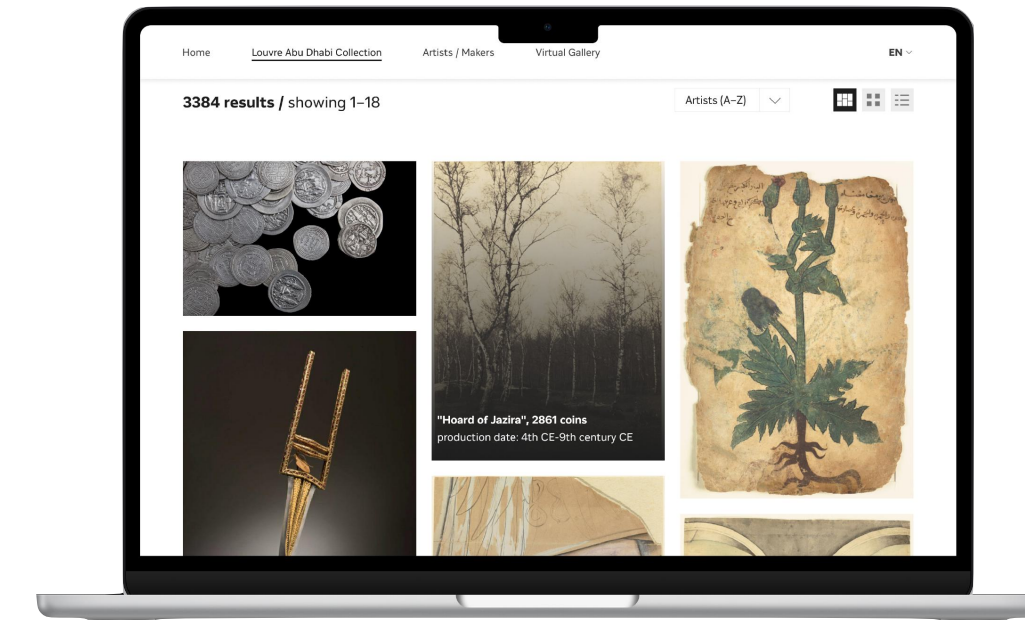 Home
Louvre Abu Dhabi Collection
Artists / Makers
Virtual Gallery
EN
3384 results / showing 1–18
Artists (A–Z)
"Hoard of Jazira", 2861 coins
production date: 4th CE-9th century CE